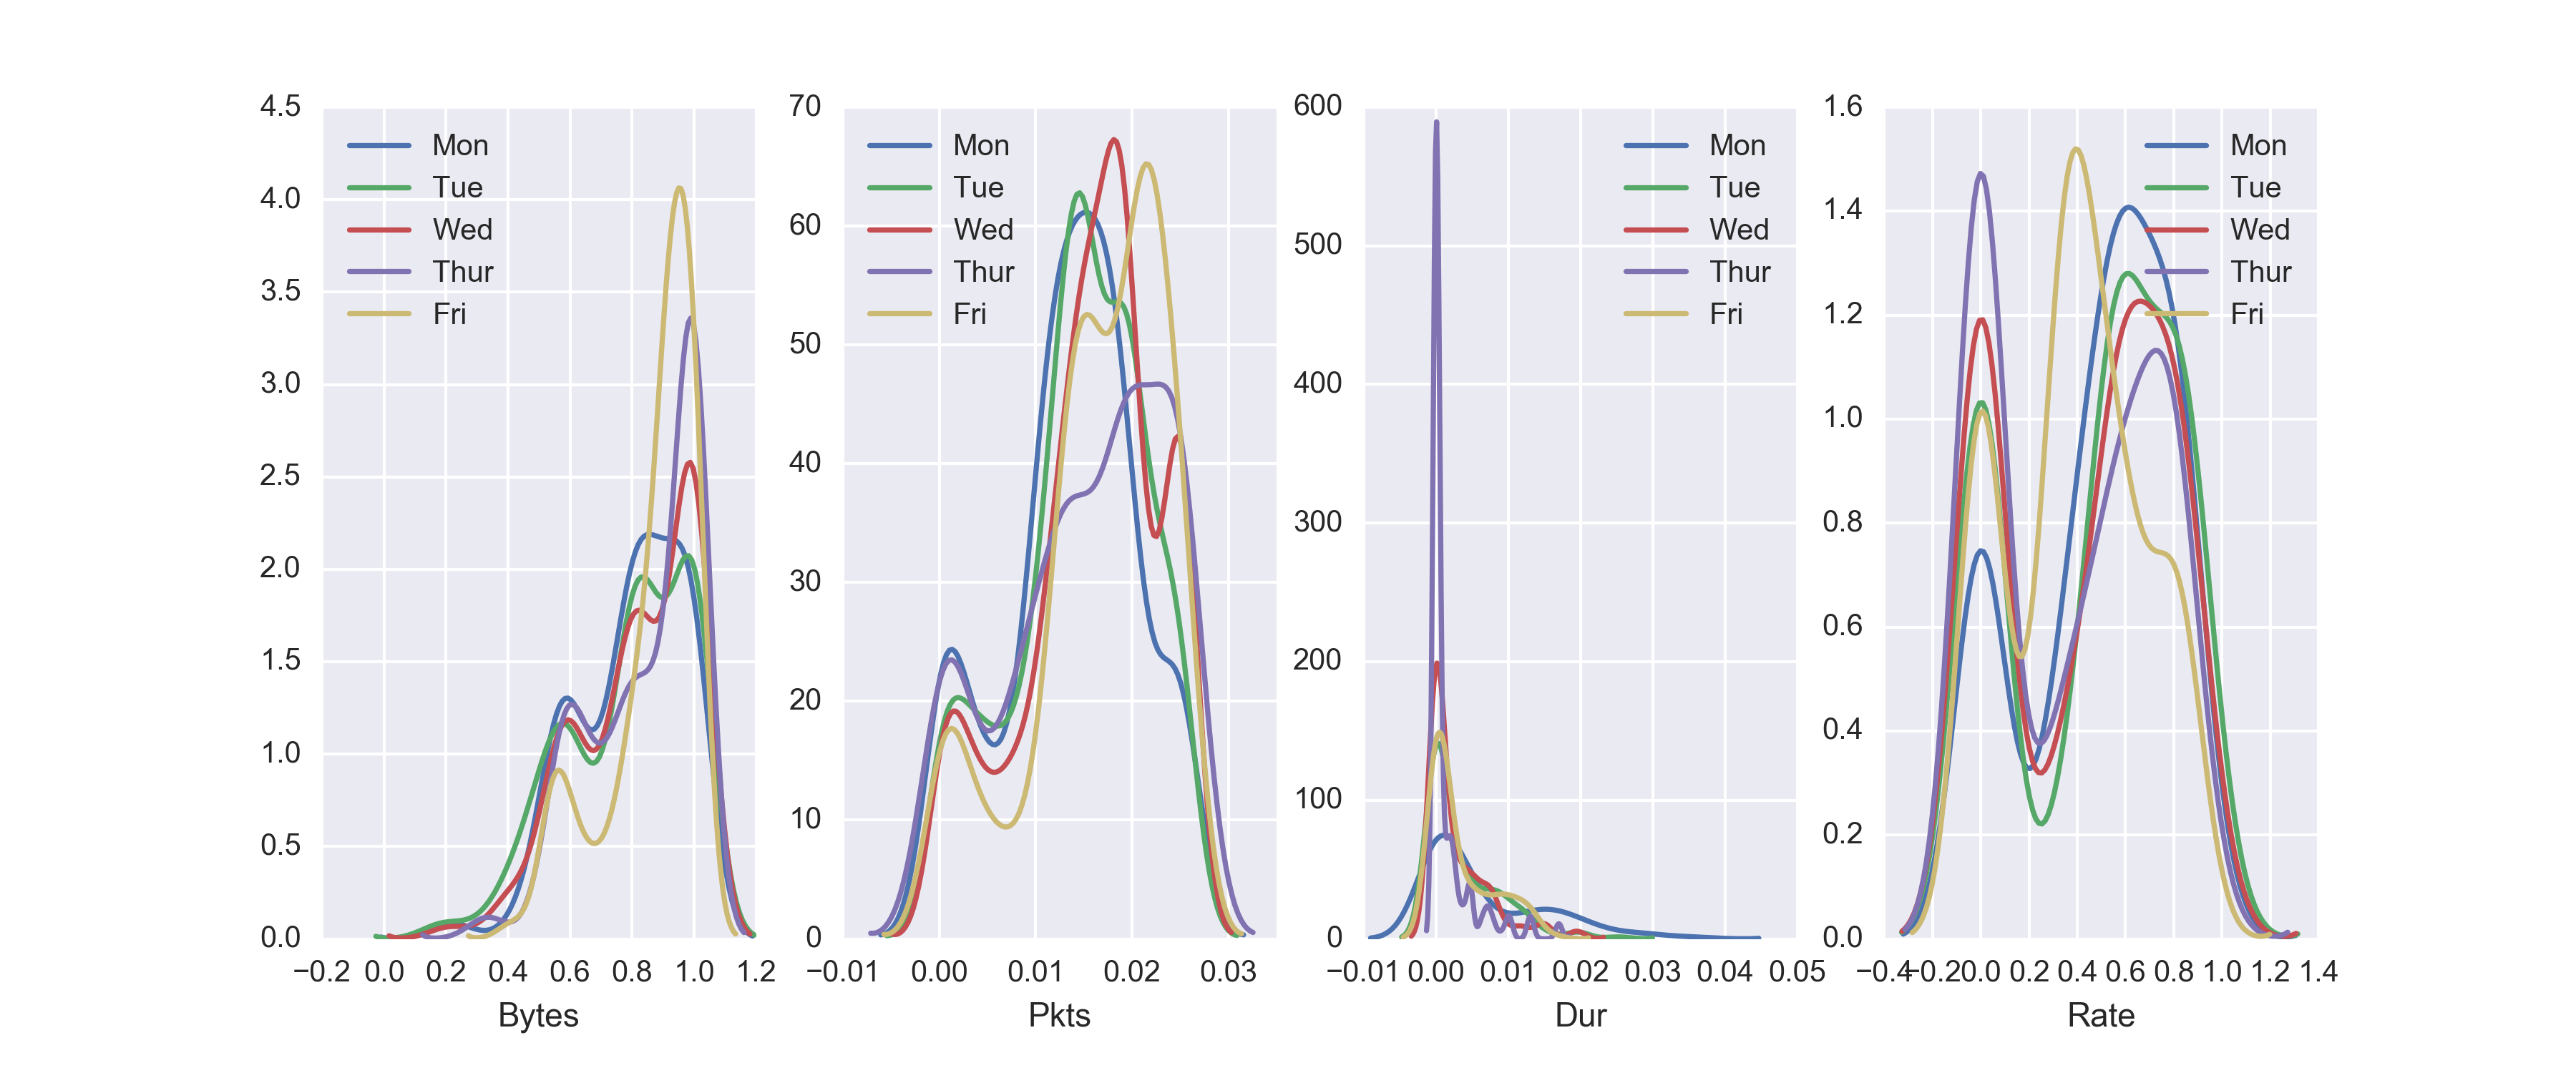 4.5
4.0
3.5
3.0
2.5
2.0
1.5
1.0
0.5
0.0
−0.2 0.0 0.2 0.4 0.6 0.8 1.0 1.2
Bytes
Mon
Tue
Wed
Thur
Fri
70
60
50
40
30
20
10
0
−0.01 0.00 0.01 0.02 0.03
Pkts
Mon
Tue
Wed
Thur
Fri
600
500
400
300
200
100
0
−0.01 0.00 0.01 0.02 0.03 0.04 0.05
Dur
Mon
Tue
Wed
Thur
Fri
1.6
1.4
1.2
1.0
0.8
0.6
0.4
0.2
0.0
−0.4 −0.2 0.0 0.2 0.4 0.6 0.8 1.0 1.2 1.4
Rate
Mon
Tue
Wed
Thur
Fri